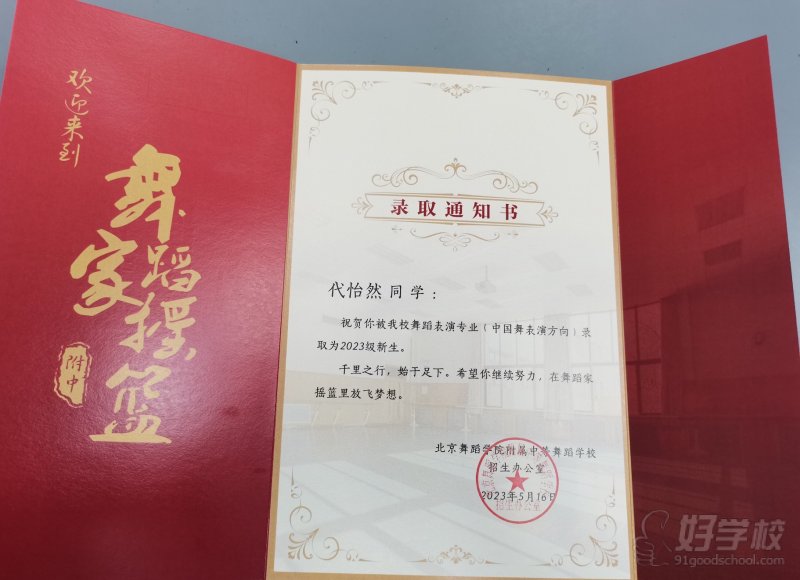 欢迎来到
舞蹈家摇篮
附中
录取通知书
代怡然同学：
祝贺你被我校舞蹈表演专业（中国舞表演方向）录
取为2023级新生。
千里之行，始于足下。希望你继续努力，在舞蹈家
摇篮里放飞梦想。
北京舞蹈学院附属中等舞蹈学校
招生办公室
2023年5月16日
招生办公室
好学校
91goodschool.com